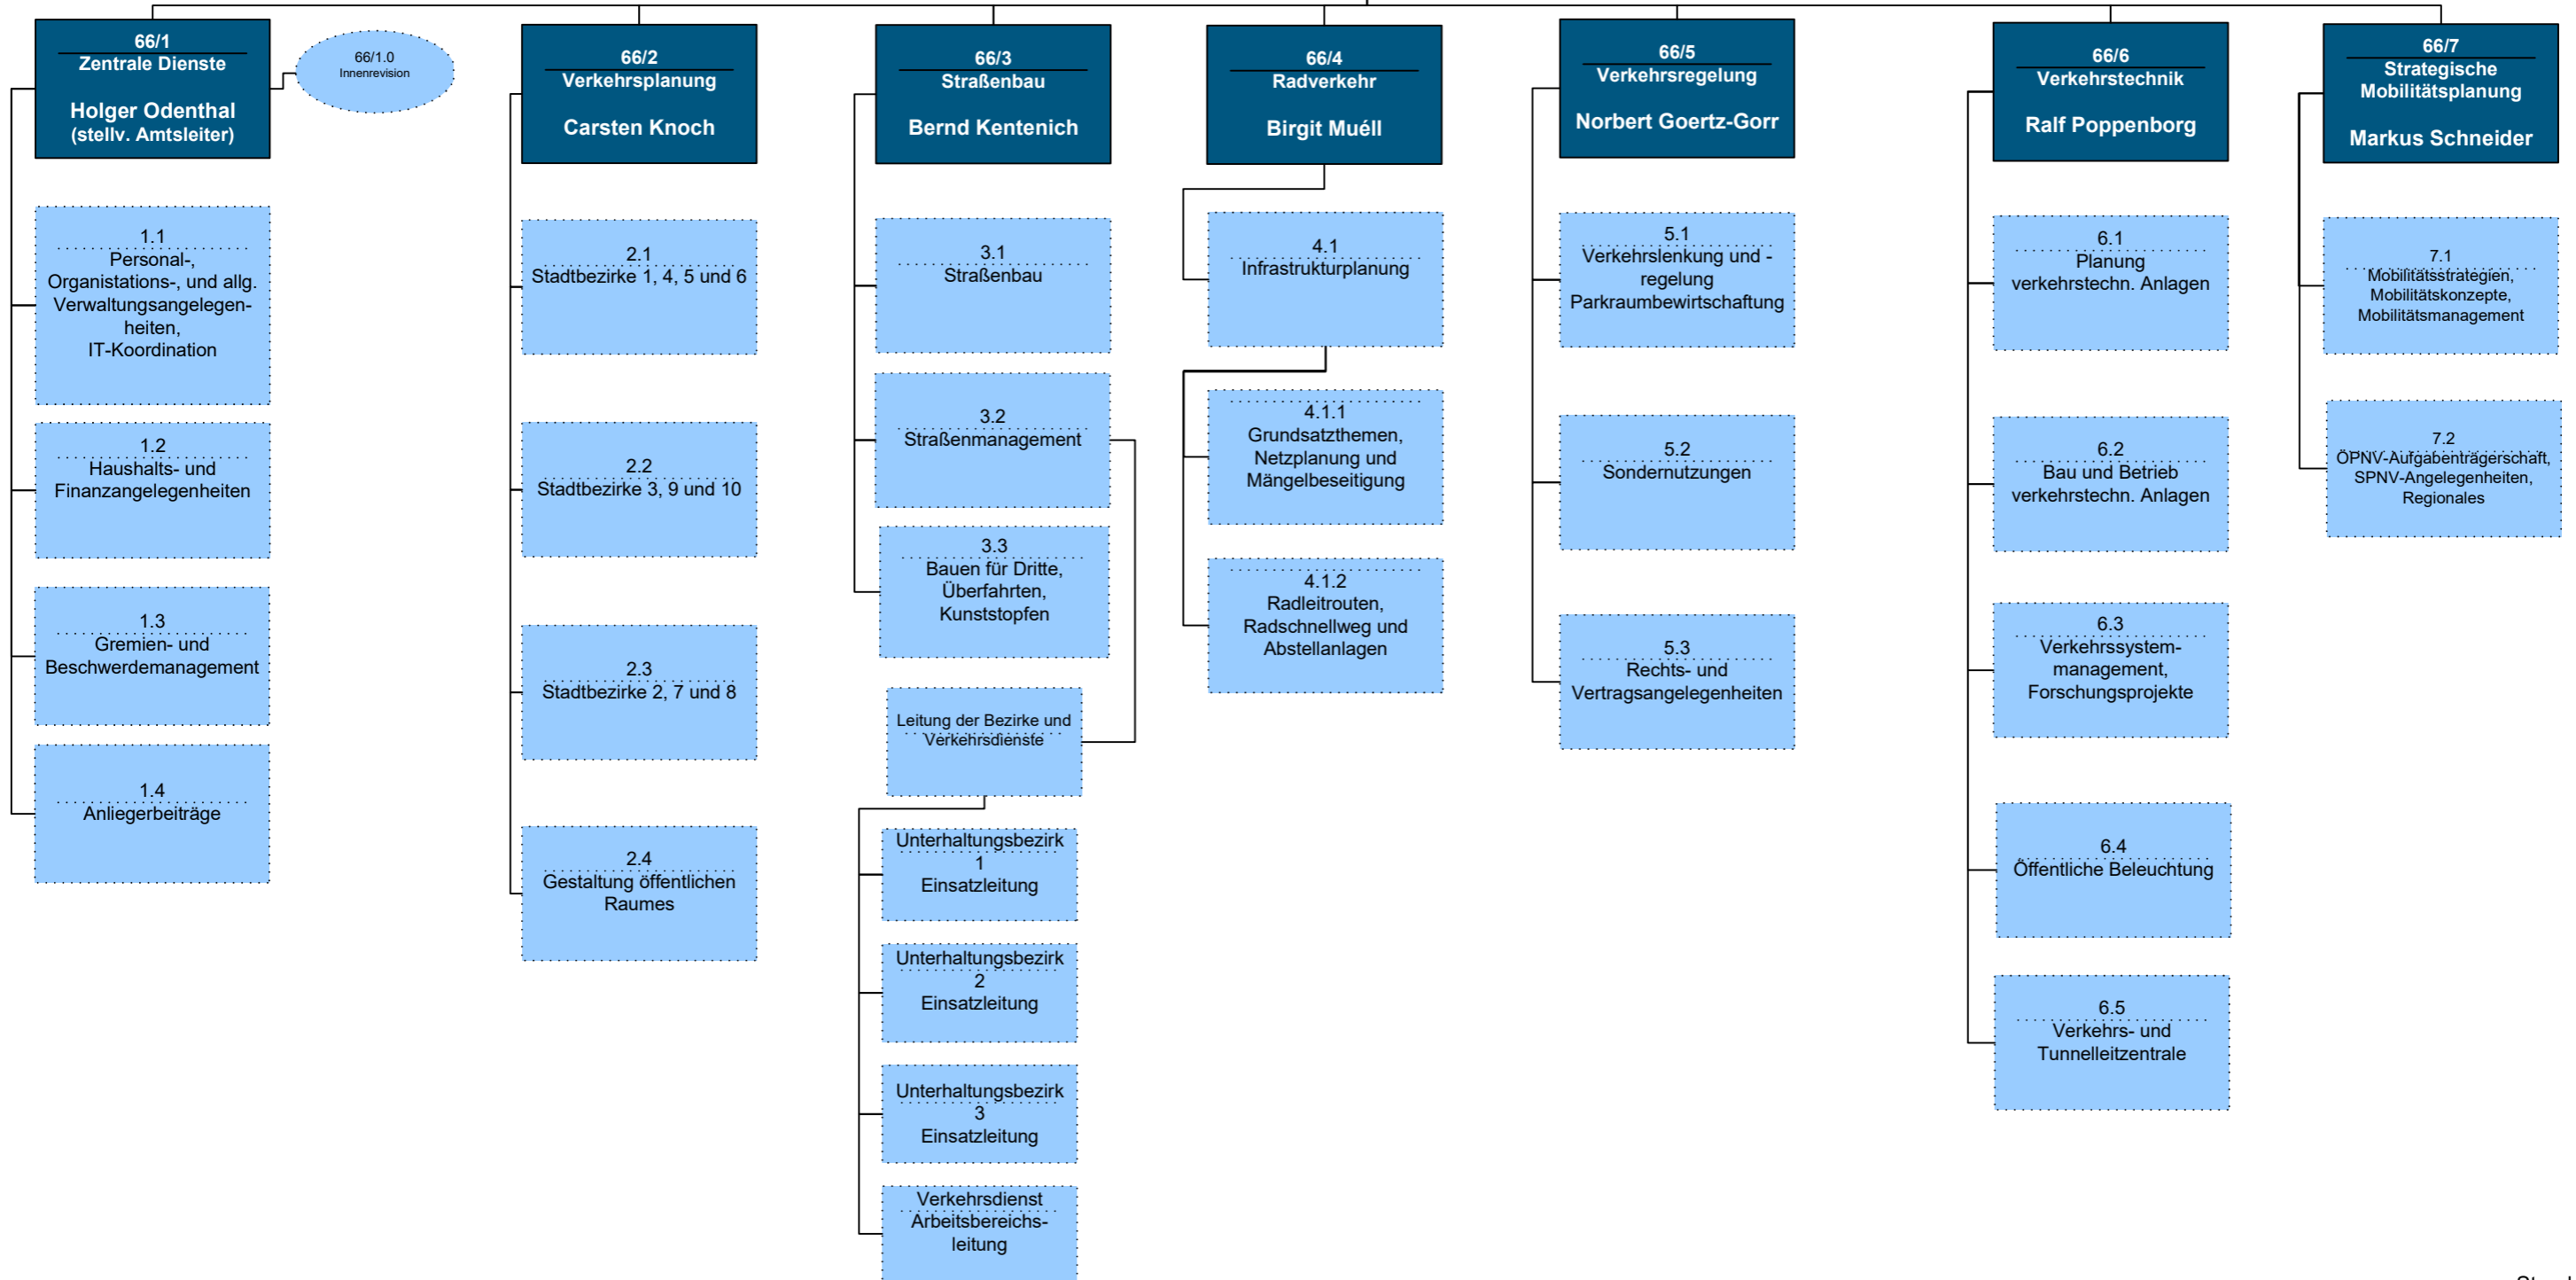 66/1
Zentrale Dienste
Holger Odenthal
(stellv. Amtsleiter)
66/1.0
Innenrevision
1.1
Personal-,
Organistations-, und allg.
Verwaltungsangelegen-
heiten,
IT-Koordination
1.2
Haushalts- und
Finanzangelegenheiten
1.3
Gremien- und
Beschwerdemanagement
1.4
Anliegerbeiträge
66/2
Verkehrsplanung
Carsten Knoch
2.1
Stadtbezirke 1, 4, 5 und 6
2.2
Stadtbezirke 3, 9 und 10
2.3
Stadtbezirke 2, 7 und 8
2.4
Gestaltung öffentlichen
Raumes
66/3
Straßenbau
Bernd Kentenich
3.1
Straßenbau
3.2
Straßenmanagement
3.3
Bauen für Dritte,
Überfahrten,
Kunststopfen
Leitung der Bezirke und
Verkehrsdienste
Unterhaltungsbezirk
1
Einsatzleitung
Unterhaltungsbezirk
2
Einsatzleitung
Unterhaltungsbezirk
3
Einsatzleitung
Verkehrsdienst
Arbeitsbereichs-
leitung
66/4
Radverkehr
Birgit Muéll
4.1
Infrastrukturplanung
4.1.1
Grundsatzthemen,
Netzplanung und
Mängelbeseitigung
4.1.2
Radleitrouten,
Radschnellweg und
Abstellanlagen
66/5
Verkehrsregelung
Norbert Goertz-Gorr
5.1
Verkehrslenkung und -
regelung
Parkraumbewirtschaftung
5.2
Sondernutzungen
5.3
Rechts- und
Vertragsangelegenheiten
66/6
Verkehrstechnik
Ralf Poppenborg
6.1
Planung
verkehrstechn. Anlagen
6.2
Bau und Betrieb
verkehrstechn. Anlagen
6.3
Verkehrssystem-
management,
Forschungsprojekte
6.4
Öffentliche Beleuchtung
6.5
Verkehrs- und
Tunnelleitzentrale
66/7
Strategische
Mobilitätsplanung
Markus Schneider
7.1
Mobilitätsstrategien,
Mobilitätskonzepte,
Mobilitätsmanagement
7.2
ÖPNV-Aufgabenträgerschaft,
SPNV-Angelegenheiten,
Regionales